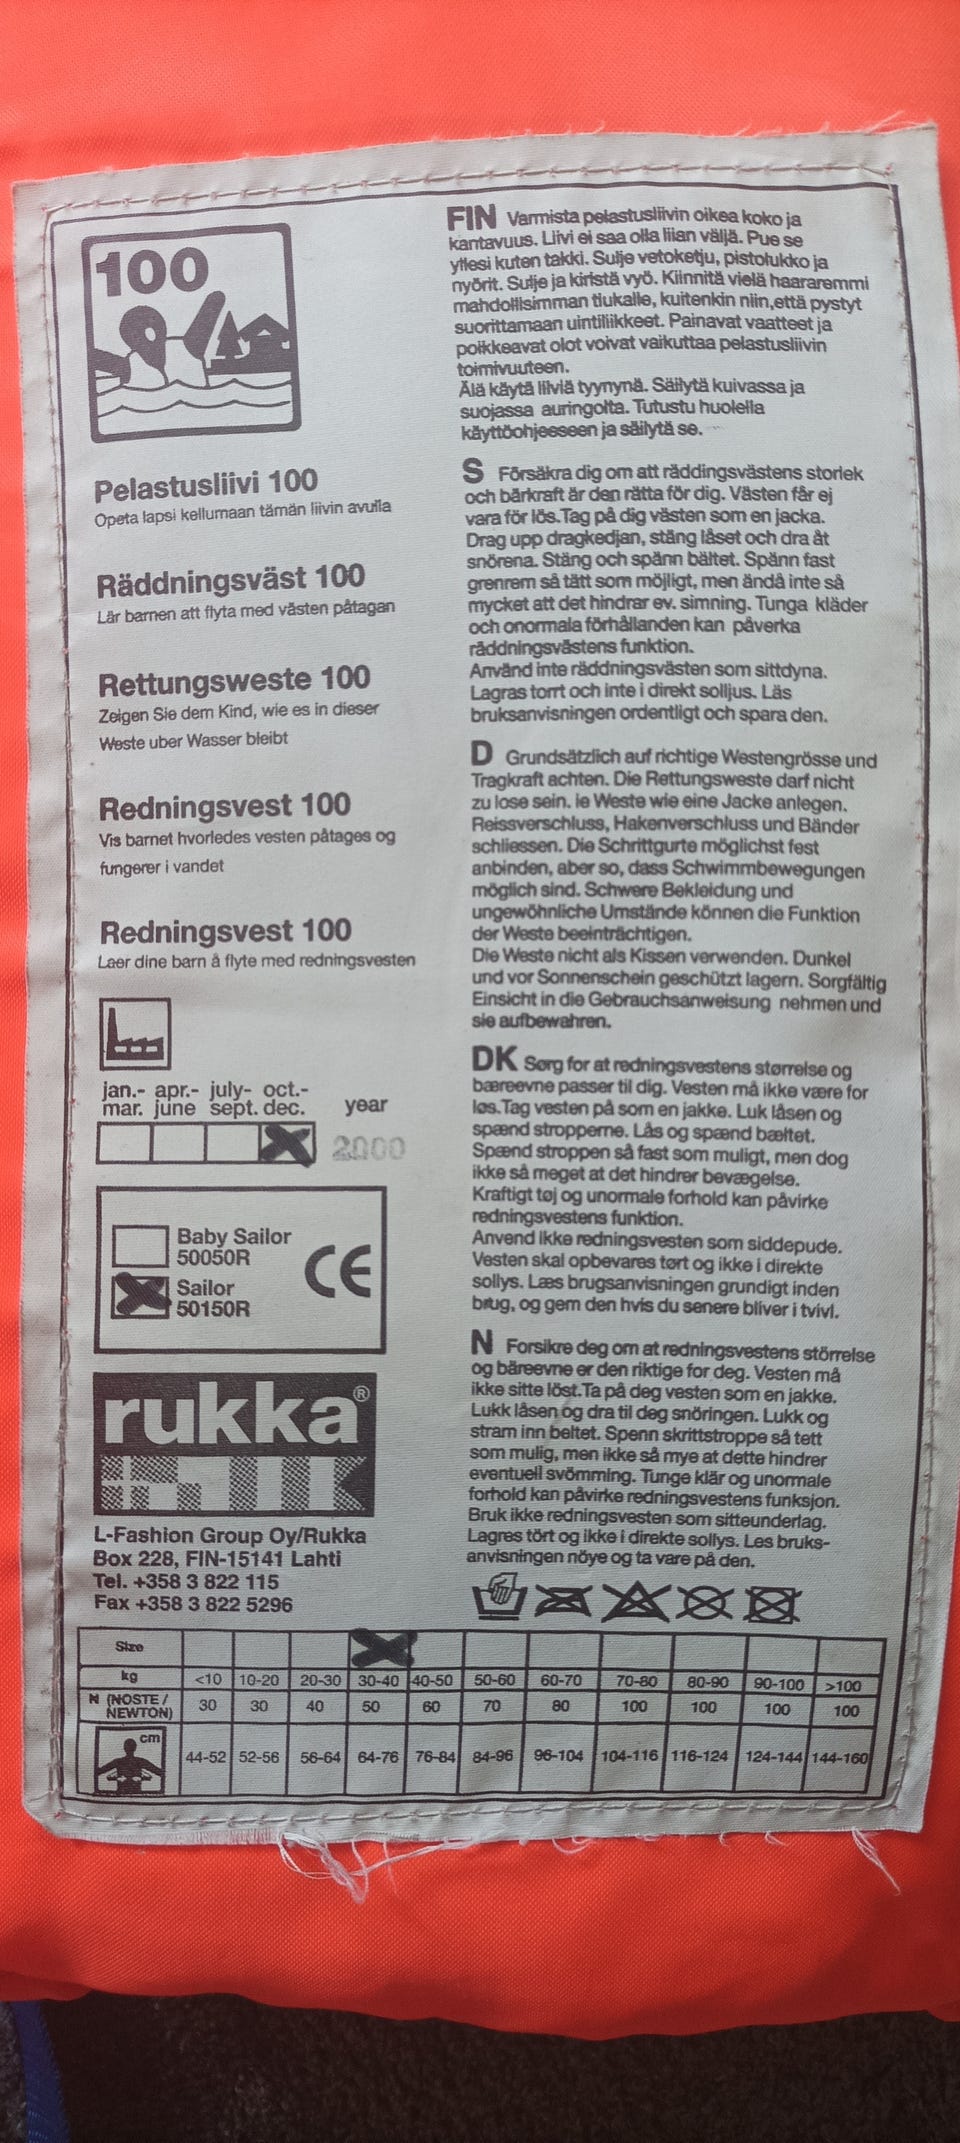 100
Pelastusliivi 100
Opeta lapsi kellumaan tämän liivin avulla
Räddningsväst 100
Lär barnen att flyta med västen påtagan
Rettungsweste 100
Zeigen Sie dem Kind, wie es in dieser
Weste uber Wasser bleibt
Redningsvest 100
Vis barnet hvorledes vesten påtages og
fungerer i vandet
Redningsvest 100
Laer dine barn å flyte med redningsvesten
jan.- apr.- july- oct.-
mar. june sept. dec. year
2000
Baby Sailor
50050R
Sailor
50150R
CE
rukka®
L-Fashion Group Oy/Rukka
Box 228, FIN-15141 Lahti
Tel. +358 3 822 115
Fax +358 3 822 5296
FIN Varmista pelastusliivin oikea koko ja
kantavuus. Liivi ei saa olla liian väljä. Pue se
yllesi kuten takki. Sulje vetoketju, pistolukko ja
nyörit. Sulje ja kiristä vyö. Kiinnitä vielä haararemmi
mahdollisimman tiukalle, kuitenkin niin,että pystyt
suorittamaan uintiliikkeet. Painavat vaatteet ja
poikkeavat olot voivat vaikuttaa pelastusliivin
toimivuuteen.
Älä käytä liiviä tyynynä. Säilytä kuivassa ja
suojassa auringolta. Tutustu huolella
käyttöohjeeseen ja säilytä se.
S Försäkra dig om att räddingsvästens storlek
och bärkraft är den rätta för dig. Västen får ej
vara för lös.Tag på dig västen som en jacka.
Drag upp dragkedjan, stäng låset och dra åt
snörena. Stäng och spänn bältet. Spänn fast
grenrem så tätt som möjligt, men ändå inte så
mycket att det hindrar ev. simning. Tunga kläder
och onormala förhållanden kan påverka
räddningsvästens funktion.
Använd inte räddningsvästen som sittdyna.
Lagras torrt och inte i direkt solljus. Läs
bruksanvisningen ordentligt och spara den.
D Grundsätzlich auf richtige Westengrösse und
Tragkraft achten. Die Rettungsweste darf nicht
zu lose sein. ie Weste wie eine Jacke anlegen.
Reissverschluss, Hakenverschluss und Bänder
schliessen. Die Schrittgurte möglichst fest
anbinden, aber so, dass Schwimmbewegungen
möglich sind. Schwere Bekleidung und
ungewöhnliche Umstände können die Funktion
der Weste beeinträchtigen.
Die Weste nicht als Kissen verwenden. Dunkel
und vor Sonnenschein geschützt lagern. Sorgfältig
Einsicht in die Gebrauchsanweisung nehmen und
sie aufbewahren.
DK Sørg for at redningsvestens størrelse og
bæreevne passer til dig. Vesten må ikke være for
løs.Tag vesten på som en jakke. Luk låsen og
spænd stropperne. Lås og spænd bæltet.
Spænd stroppen så fast som muligt, men dog
ikke så meget at det hindrer bevægelse.
Kraftigt tøj og unormale forhold kan påvirke
redningsvestens funktion.
Anvend ikke redningsvesten som siddepude.
Vesten skal opbevares tørt og ikke i direkte
sollys. Læs brugsanvisningen grundigt inden
brug, og gem den hvis du senere bliver i tvivl.
N Forsikre deg om at redningsvestens störrelse
og bäreevne er den riktige for deg. Vesten må
ikke sitte löst.Ta på deg vesten som en jakke.
Lukk låsen og dra til deg snöringen. Lukk og
stram inn beltet. Spenn skrittstroppe så tett
som mulig, men ikke så mye at dette hindrer
eventuell svömming. Tunge klär og unormale
forhold kan påvirke redningsvestens funksjon.
Bruk ikke redningsvesten som sitteunderlag.
Lagres tört og ikke i direkte sollys. Les bruks-
anvisningen nöye og ta vare på den.
Size
kg <10 10-20 20-30 30-40 40-50 50-60 60-70 70-80 80-90 90-100 >100
N (NOSTE /
NEWTON) 30 30 40 50 60 70 80 100 100 100 100
cm 44-52 52-56 56-64 64-76 76-84 84-96 96-104 104-116 116-124 124-144 144-160